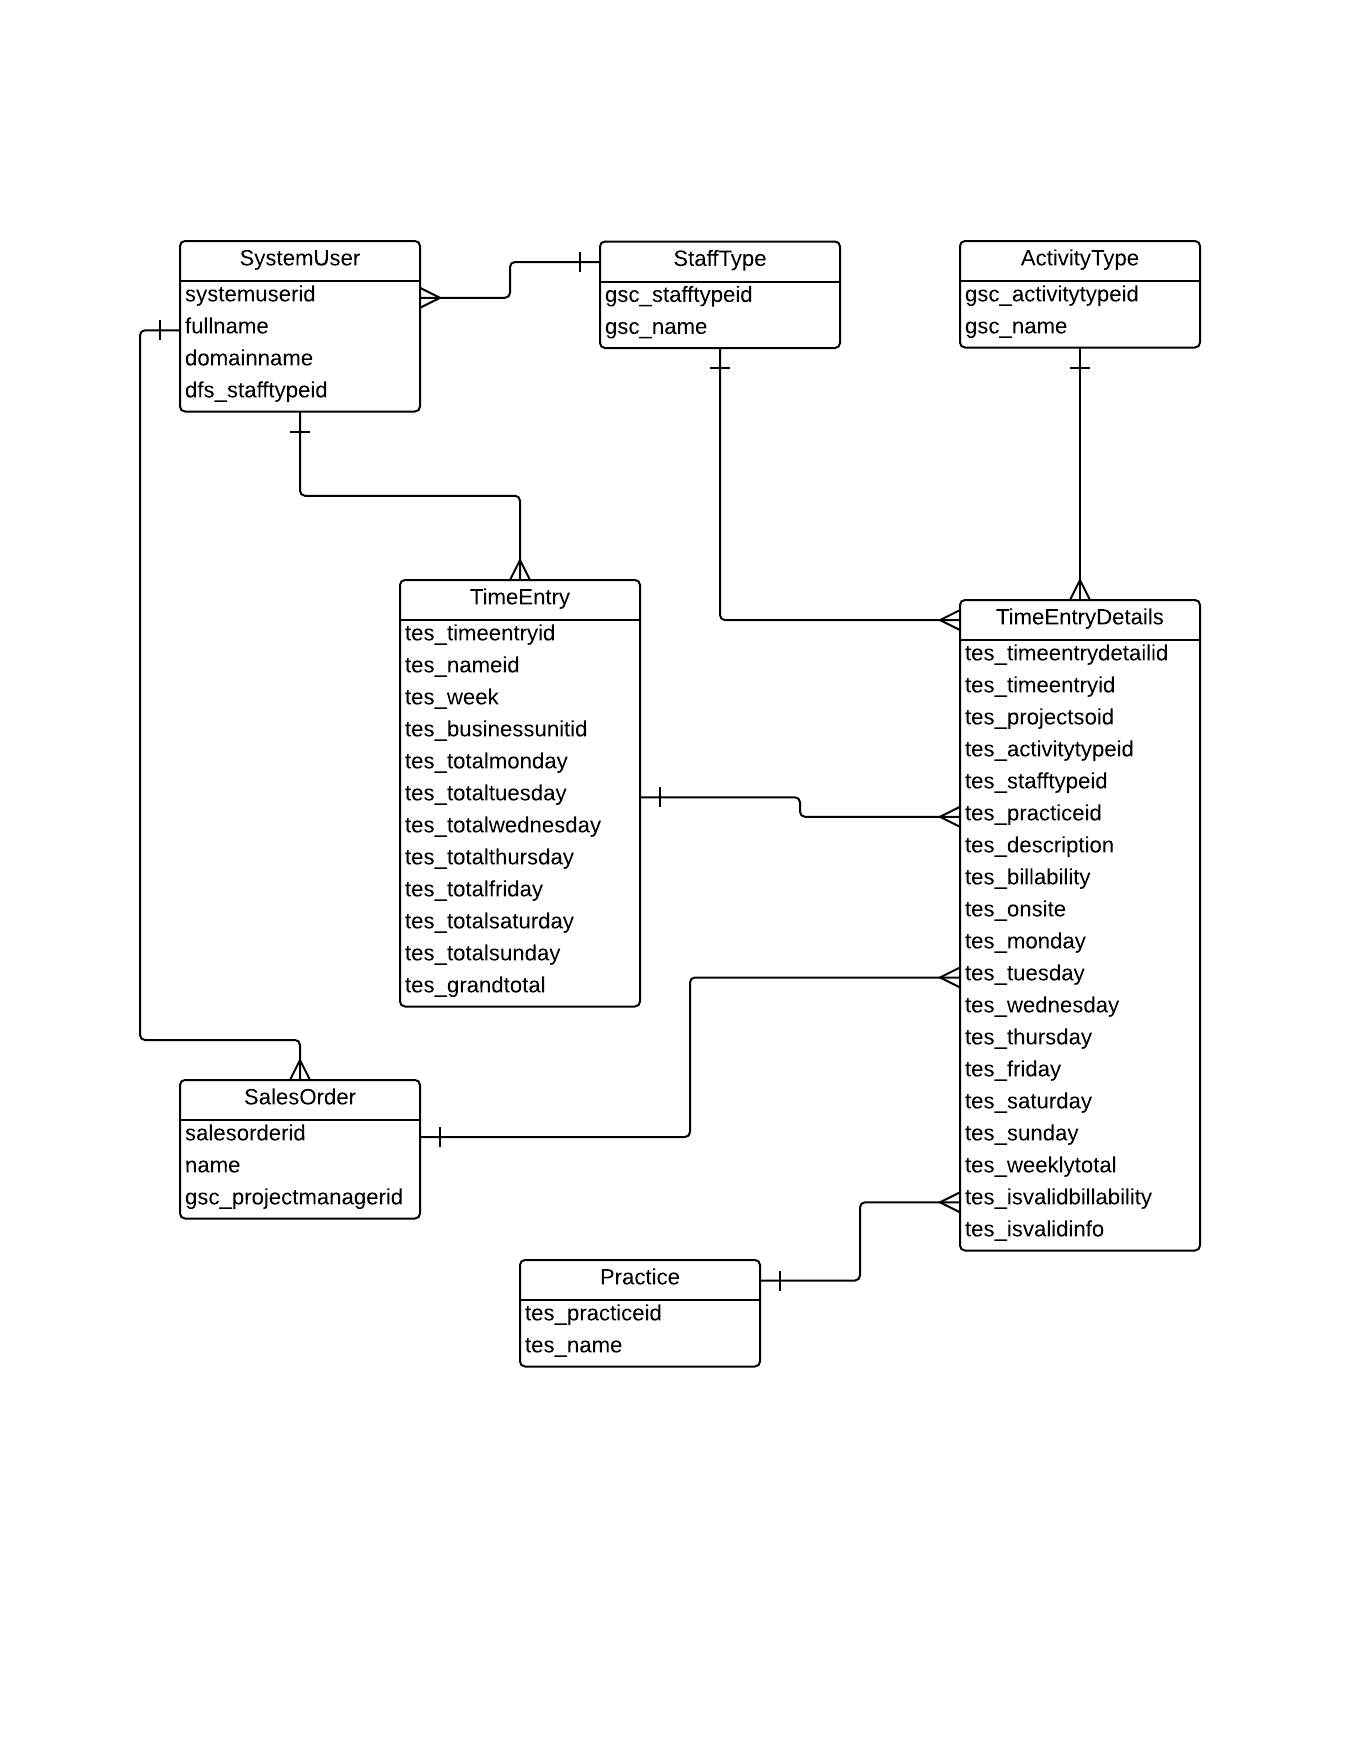 SystemUser
systemuserid
fullname
domainname
dfs_stafftypeid
StaffType
gsc_stafftypeid
gsc_name
ActivityType
gsc_activitytypeid
gsc_name
TimeEntry
tes_timeentryid
tes_nameid
tes_week
tes_businessunitid
tes_totalmonday
tes_totaltuesday
tes_totalwednesday
tes_totalthursday
tes_totalfriday
tes_totalsaturday
tes_totalsunday
tes_grandtotal
TimeEntryDetails
tes_timeentrydetailid
tes_timeentryid
tes_projectsoid
tes_activitytypeid
tes_stafftypeid
tes_practiceid
tes_description
tes_billability
tes_onsite
tes_monday
tes_tuesday
tes_wednesday
tes_thursday
tes_friday
tes_saturday
tes_sunday
tes_weeklytotal
tes_isvalidbillability
tes_isvalidinfo
SalesOrder
salesorderid
name
gsc_projectmanagerid
Practice
tes_practiceid
tes_name